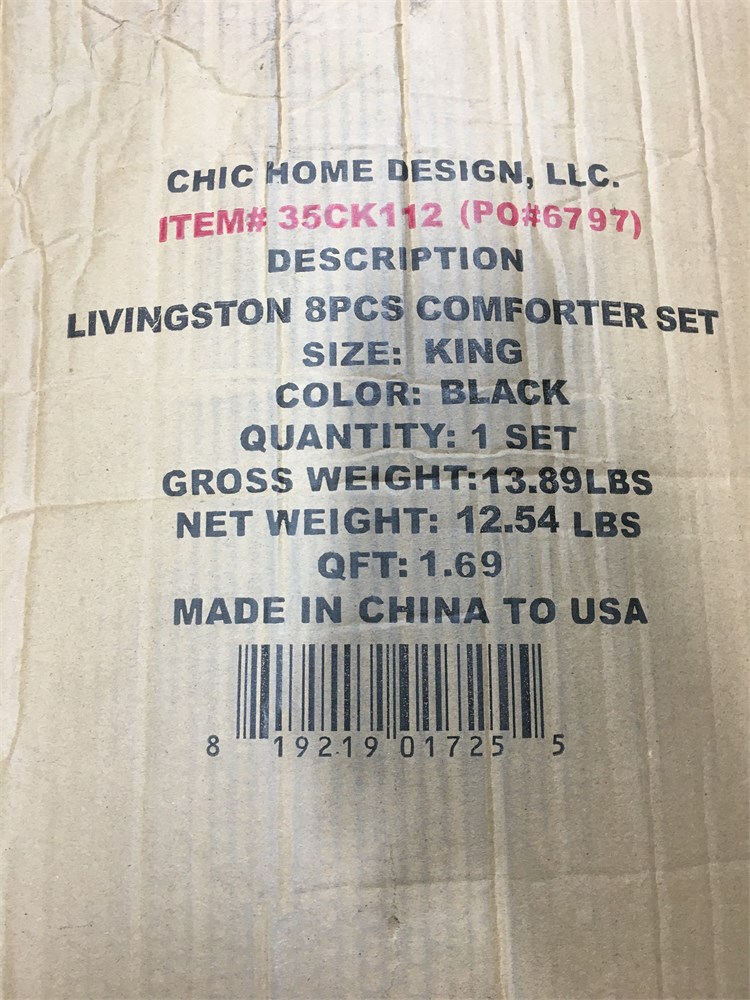 CHIC HOME DESIGN, LLC.
ITEM# 35CK112 (PO#6797)
DESCRIPTION
LIVINGSTON 8PCS COMFORTER SET
SIZE: KING
COLOR: BLACK
QUANTITY: 1 SET
GROSS WEIGHT:13.89LBS
NET WEIGHT: 12.54 LBS
QFT: 1.69
MADE IN CHINA TO USA
8 19219 01725 5